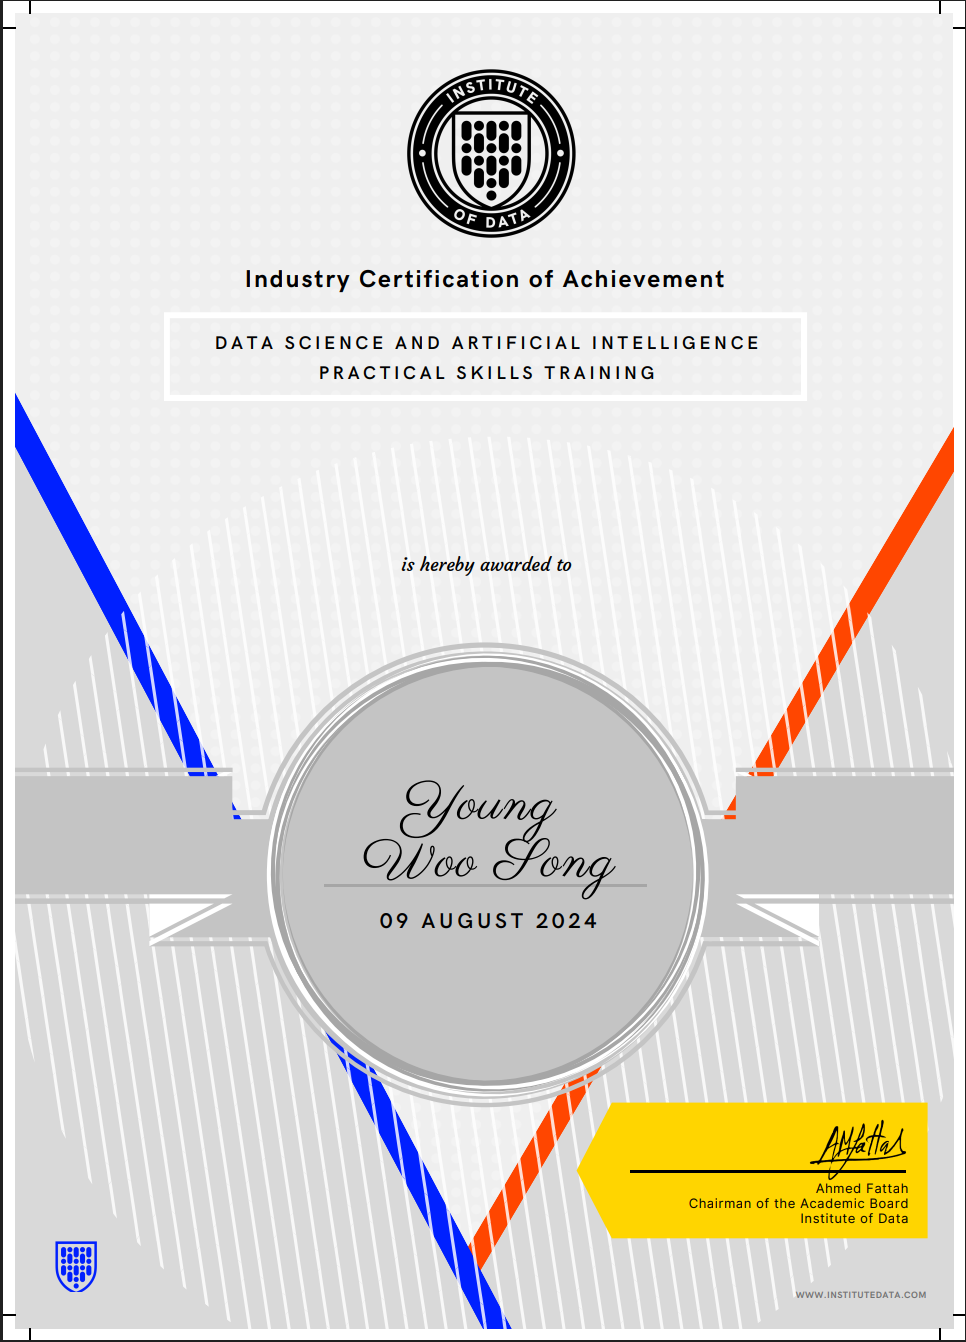 INSTITUTE
OF DATA
Industry Certification of Achievement
DATA SCIENCE AND ARTIFICIAL INTELLIGENCE
PRACTICAL SKILLS TRAINING
is hereby awarded to
Young
Woo Song
09 AUGUST 2024
AMFattah
Ahmed Fattah
Chairman of the Academic Board
Institute of Data
WWW.INSTITUTEDATA.COM